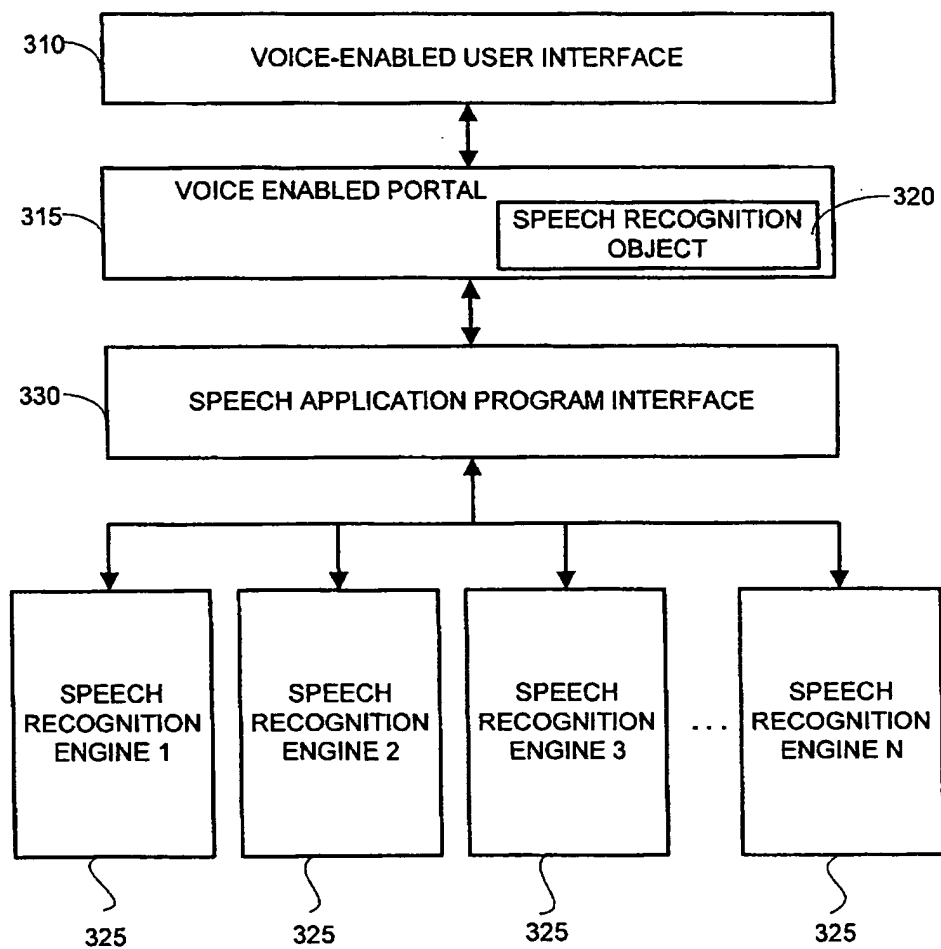 310
VOICE-ENABLED USER INTERFACE
315
VOICE ENABLED PORTAL
320
SPEECH RECOGNITION
OBJECT
330
SPEECH APPLICATION PROGRAM INTERFACE
SPEECH
RECOGNITION
ENGINE 1
SPEECH
RECOGNITION
ENGINE 2
SPEECH
RECOGNITION
ENGINE 3
...
SPEECH
RECOGNITION
ENGINE N
325
325
325
325